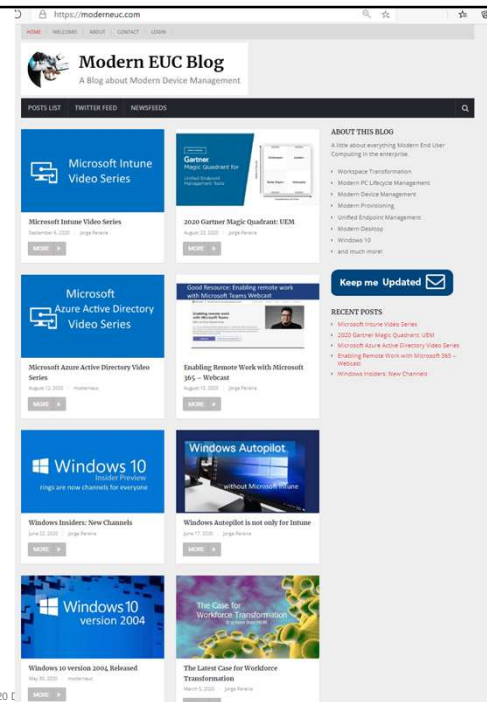 https://moderneuc.com
HOME WELCOME! ABOUT CONTACT LOGIN
Modern EUC Blog
A Blog about Modern Device Management
POSTS LIST TWITTER FEED NEWSFEEDS
Microsoft Intune
Video Series
Microsoft Intune Video Series
September 6, 2020 Jorge Pereira
MORE
Gartner
Magic Quadrant for
Unified Endpoint
Management Tools
2020 Gartner Magic Quadrant: UEM
August 23, 2020 Jorge Pereira
MORE
Microsoft
Azure Active Directory
Video Series
Microsoft Azure Active Directory Video
Series
August 12, 2020 moderneuc
MORE
Good Resource: Enabling remote work
with Microsoft Teams Webcast
Enabling Remote Work with Microsoft
365 – Webcast
August 10, 2020 Jorge Pereira
MORE
Windows 10
Insider Preview
rings are now channels for everyone
Windows Insiders: New Channels
June 22, 2020 Jorge Pereira
MORE
Windows Autopilot
without Microsoft Intune
Windows Autopilot is not only for Intune
June 17, 2020 Jorge Pereira
MORE
Windows 10
version 2004
Windows 10 version 2004 Released
May 30, 2020 moderneuc
MORE
The Case for
Workforce Transformation
The Latest Case for Workforce
Transformation
March 5, 2020 Jorge Pereira
ABOUT THIS BLOG
A little about everything Modern End User
Computing in the enterprise.
Workspace Transformation
Modern PC Lifecycle Management
Modern Device Management
Modern Provisioning
Unified Endpoint Management
Modern Desktop
Windows 10
and much more!
Keep me Updated
RECENT POSTS
Microsoft Intune Video Series
2020 Gartner Magic Quadrant: UEM
Microsoft Azure Active Directory Video Series
Enabling Remote Work with Microsoft 365 –
Webcast
Windows Insiders: New Channels